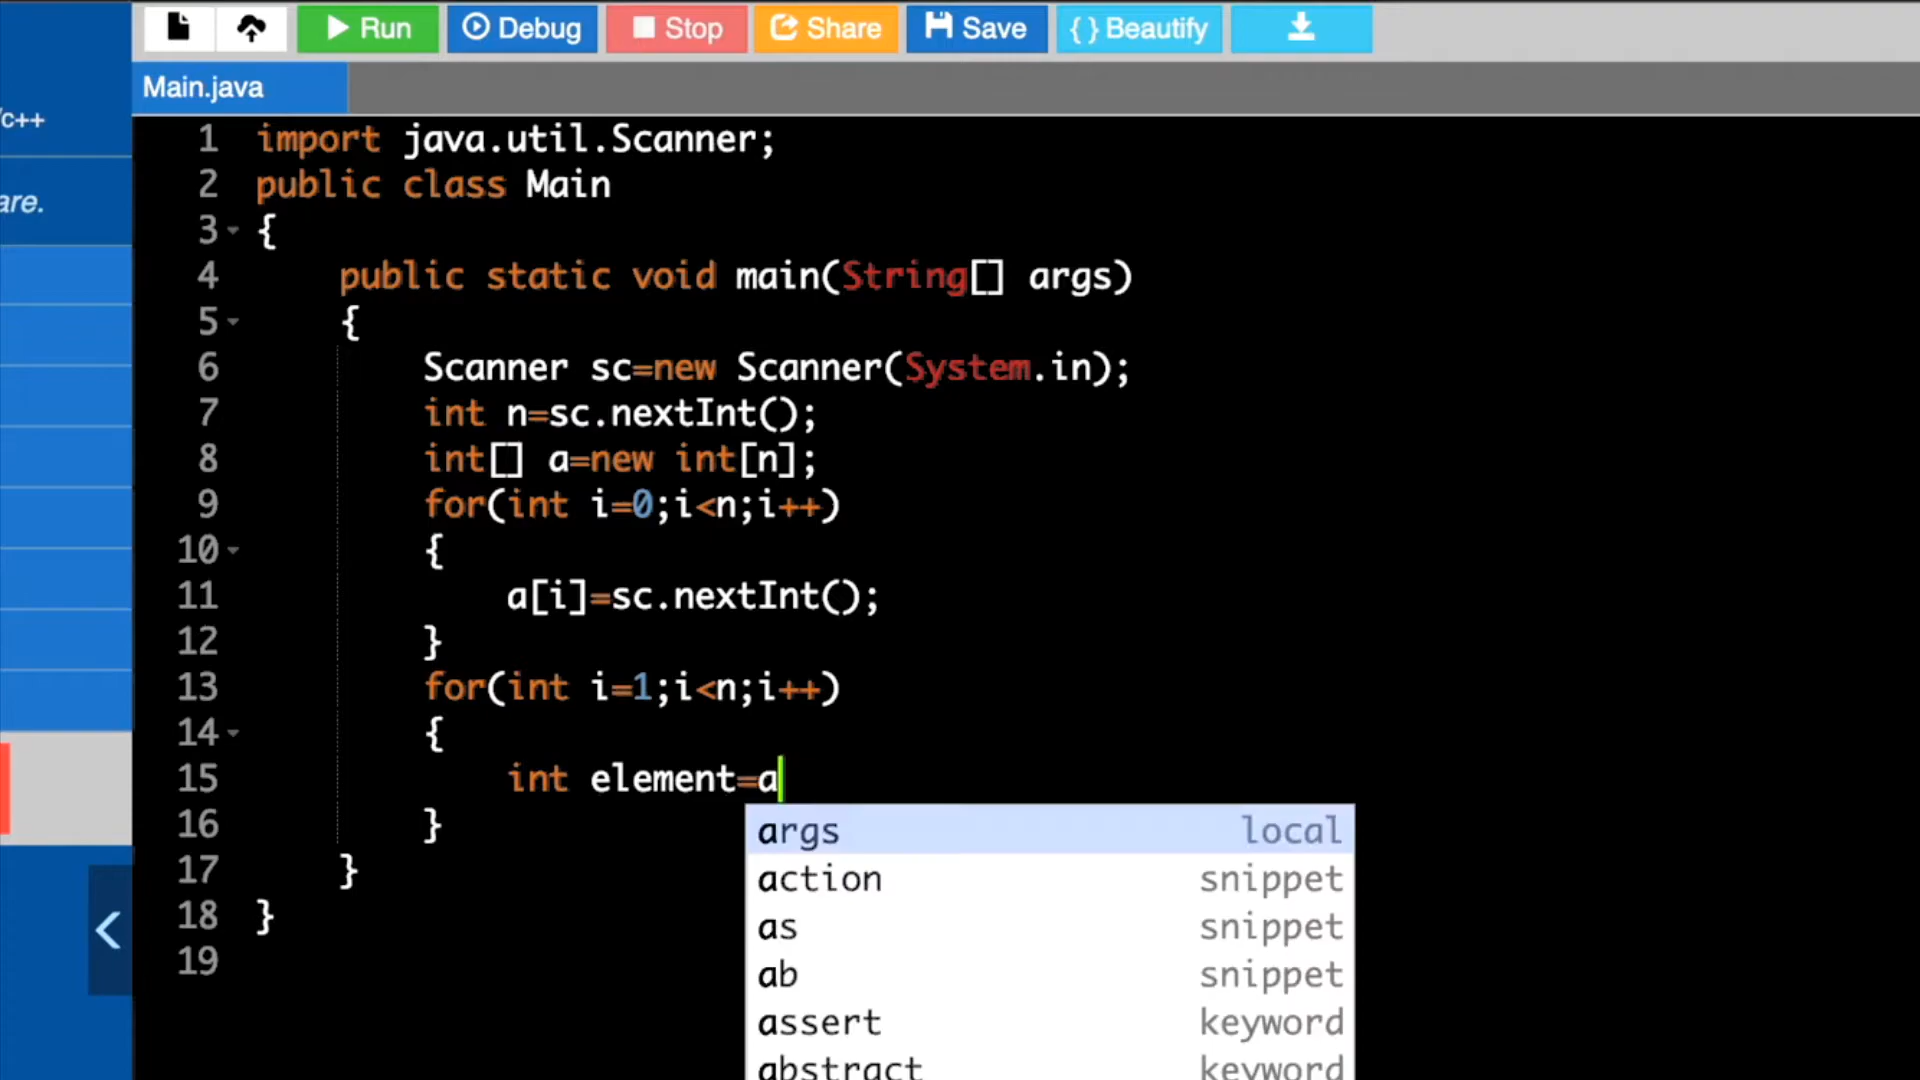 Run Debug Stop Share Save { } Beautify
Main.java
/c++
are.
1 import java.util.Scanner;
2 public class Main
3 {
4 public static void main(String[] args)
5 {
6 Scanner sc=new Scanner(System.in);
7 int n=sc.nextInt();
8 int[] a=new int[n];
9 for(int i=0;i<n;i++)
10 {
11 a[i]=sc.nextInt();
12 }
13 for(int i=1;i<n;i++)
14 {
15 int element=a
16 }
17 }
18 }
19
args local
action snippet
as snippet
ab snippet
assert keyword
abstract keyword